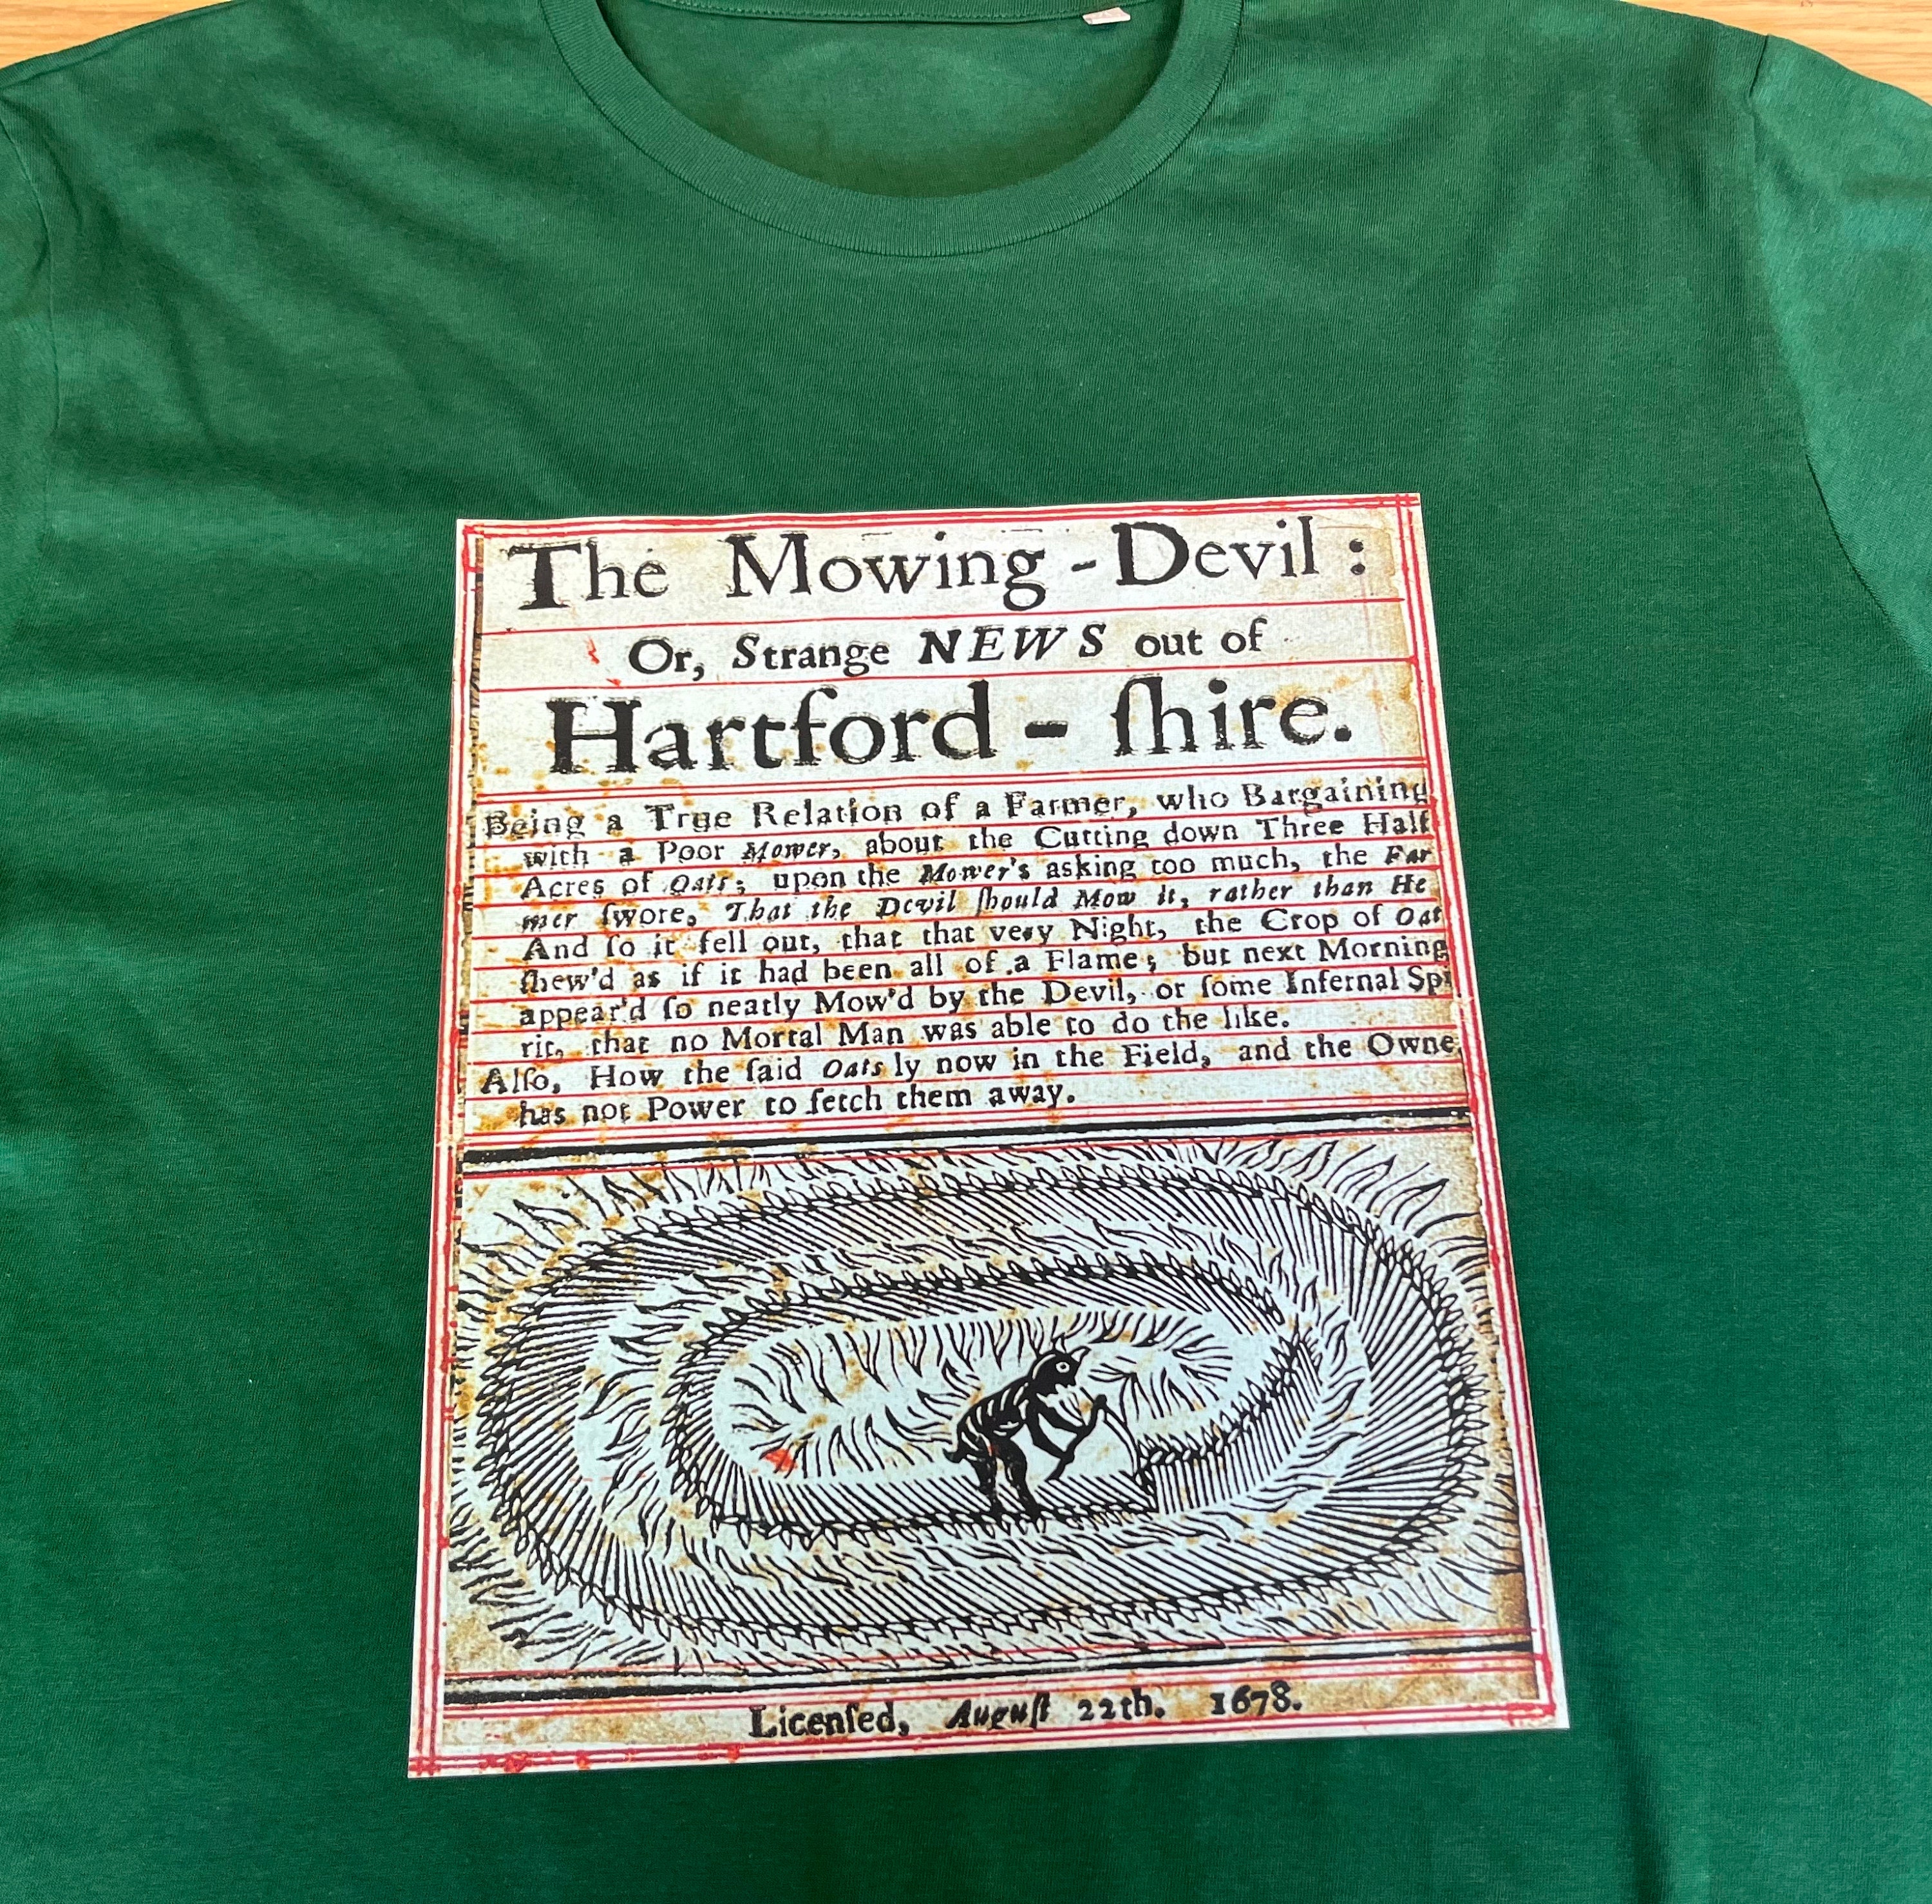 The Mowing-Devil:
Or, Strange NEWS out of
Hartford-ſhire.
Being a True Relation of a Farmer, who Bargaining
with a Poor Mower, about the Cutting down Three Half
Acres of Oats; upon the Mower's asking too much, the Far
mer ſwore, That the Devil ſhould Mow it, rather than He
And ſo it fell out, that that very Night, the Crop of Oat
ſhew'd as if it had been all of a Flame; but next Morning
appear'd ſo neatly Mow'd by the Devil, or ſome Infernal Spi
rit, that no Mortal Man was able to do the like.
Alſo, How the ſaid Oats ly now in the Field, and the Owne
has not Power to fetch them away.
Licenſed, Auguſt 22th. 1678.